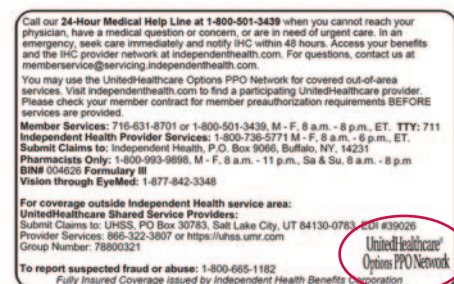 Call our 24-Hour Medical Help Line at 1-800-501-3439 when you cannot reach your
physician, have a medical question or concern, or are in need of urgent care. In an
emergency, seek care immediately and notify IHC within 48 hours. Access your benefits
and the IHC provider network at independenthealth.com. For questions, contact us at
memberservice@servicing.independenthealth.com.
You may use the UnitedHealthcare Options PPO Network for covered out-of-area
services. Visit independenthealth.com to find a participating UnitedHealthcare provider.
Please check your member contract for member preauthorization requirements BEFORE
services are provided.
Member Services: 716-631-8701 or 1-800-501-3439, M - F, 8 a.m. - 8 p.m., ET. TTY: 711
Independent Health Provider Services: 1-800-736-5771 M - F, 8 a.m. - 6 p.m., ET.
Submit Claims to: Independent Health, P.O. Box 9066, Buffalo, NY, 14231
Pharmacists Only: 1-800-993-9898, M - F, 8 a.m. - 11 p.m., Sa & Su, 8 a.m. - 8 p.m
BIN# 004626 Formulary III
Vision through EyeMed: 1-877-842-3348
For coverage outside Independent Health service area:
UnitedHealthcare Shared Service Providers:
Submit Claims to: UHSS, PO Box 30783, Salt Lake City, UT 84130-0783, EDI #39026
Provider Services: 866-322-3807 or https://uhss.umr.com
Group Number: 78800321
UnitedHealthcare®
Options PPO Network
To report suspected fraud or abuse: 1-800-665-1182
Fully Insured Coverage issued by Independent Health Benefits Corporation